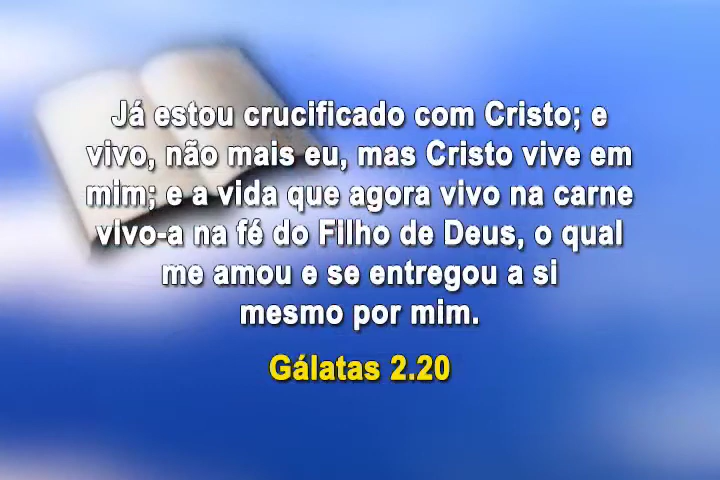 Já estou crucificado com Cristo; e
vivo, não mais eu, mas Cristo vive em
mim; e a vida que agora vivo na carne
vivo-a na fé do Filho de Deus, o qual
me amou e se entregou a si
mesmo por mim.
Gálatas 2.20